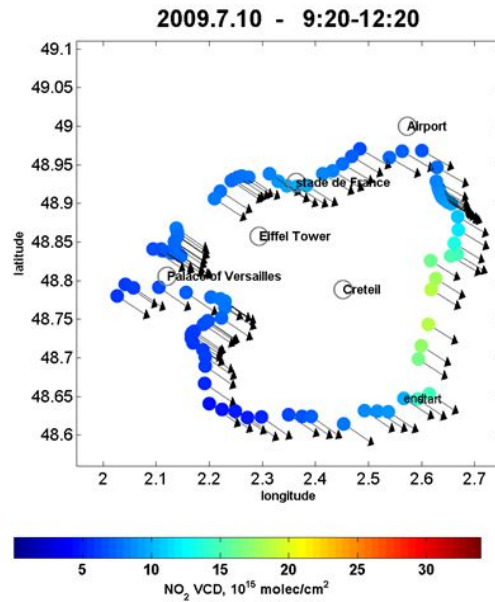 2009.7.10 - 9:20-12:20
49.1
49.05
49
48.95
48.9
48.85
48.8
48.75
48.7
48.65
48.6
latitude
Airport
stade de France
Eiffel Tower
Palace of Versailles
Creteil
endtart
2
2.1
2.2
2.3
2.4
2.5
2.6
2.7
longitude
5
10
15
20
25
30
NO2 VCD, 10^15 molec/cm^2